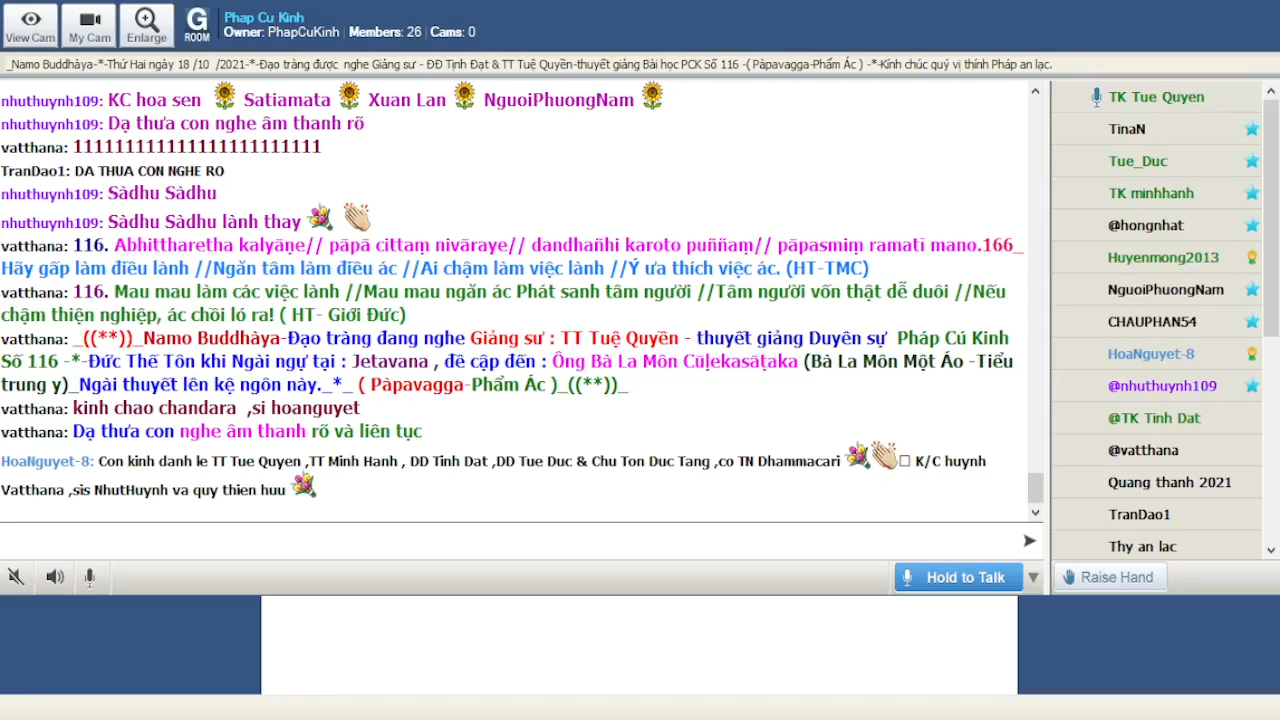 View Cam
My Cam
Enlarge
G
ROOM
Phap Cu Kinh
Owner: PhapCuKinh | Members: 26 | Cams: 0
_Namo Buddhàya-*-Thứ Hai ngày 18 /10 /2021-*-Đạo tràng được nghe Giảng sư - ĐĐ Tịnh Đạt & TT Tuệ Quyền-thuyết giảng Bài học PCK Số 116 -( Pàpavagga-Phẩm Ác ) -*-Kính chúc quý vị thính Pháp an lạc.
nhuthuynh109: KC hoa sen Satiamata Xuan Lan NguoiPhuongNam
nhuthuynh109: Dạ thưa con nghe âm thanh rõ
vatthana: 111111111111111111111111
TranDao1: DA THUA CON NGHE RO
nhuthuynh109: Sàdhu Sàdhu
nhuthuynh109: Sàdhu Sàdhu lành thay
vatthana: 116. Abhittharetha kalyāṇe// pāpā cittaṃ nivāraye// dandhañhi karoto puññaṃ// pāpasmiṃ ramatī mano.166_
Hãy gấp làm điều lành //Ngăn tâm làm điều ác //Ai chậm làm việc lành //Ý ưa thích việc ác. (HT-TMC)
vatthana: 116. Mau mau làm các việc lành //Mau mau ngăn ác Phát sanh tâm người //Tâm người vốn thật dễ duôi //Nếu
chậm thiện nghiệp, ác chồi ló ra! ( HT- Giới Đức)
vatthana: _((**))_Namo Buddhàya-Đạo tràng đang nghe Giảng sư : TT Tuệ Quyền - thuyết giảng Duyên sự Pháp Cú Kinh
Số 116 -*-Đức Thế Tôn khi Ngài ngự tại : Jetavana , đề cập đến : Ông Bà La Môn Cūḷekasāṭaka (Bà La Môn Một Áo -Tiểu
trung y)_Ngài thuyết lên kệ ngôn này._*_ ( Pàpavagga-Phẩm Ác )_((**))_
vatthana: kinh chao chandara ,si hoanguyet
vatthana: Dạ thưa con nghe âm thanh rõ và liên tục
HoaNguyet-8: Con kinh danh le TT Tue Quyen ,TT Minh Hanh , DD Tinh Dat ,DD Tue Duc & Chu Ton Duc Tang ,co TN Dhammacari K/C huynh
Vatthana ,sis NhutHuynh va quy thien huu
Hold to Talk
TK Tue Quyen
TinaN
Tue_Duc
TK minhhanh
@hongnhat
Huyenmong2013
NguoiPhuongNam
CHAUPHAN54
HoaNguyet-8
@nhuthuynh109
@TK Tinh Dat
@vatthana
Quang thanh 2021
TranDao1
Thy an lac
Raise Hand